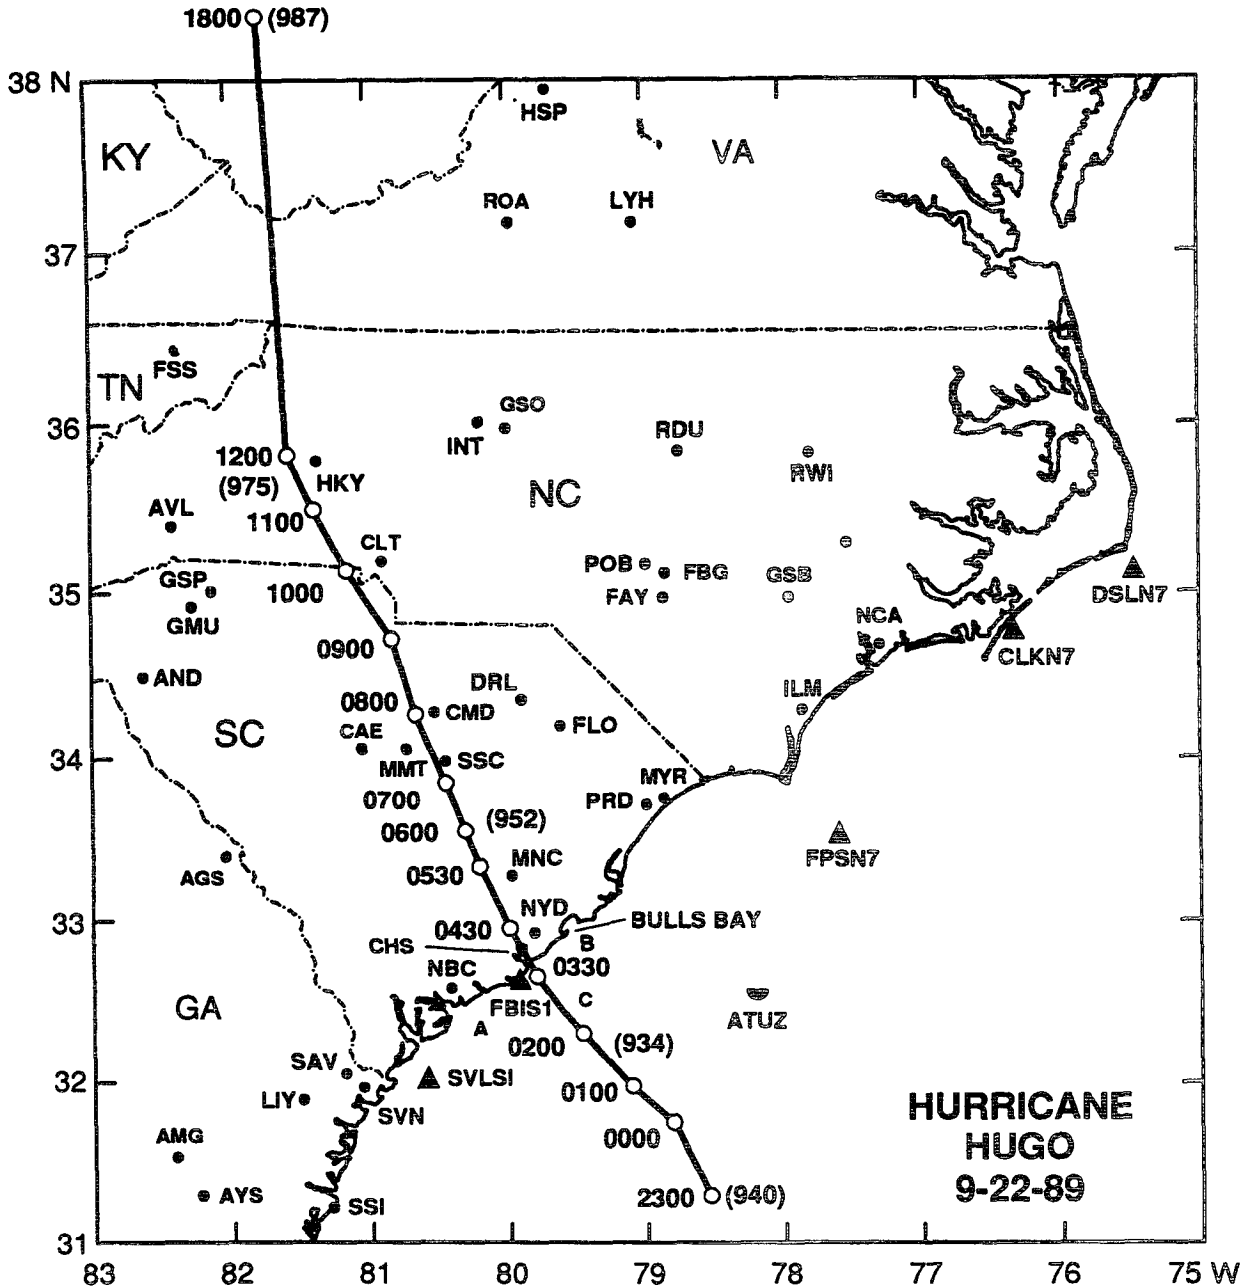 1800 (987)
38 N
HSP
KY
VA
ROA
LYH
37
FSS
TN
GSO
36
INT
RDU
1200
(975)
HKY
RWI
NC
AVL
1100
CLT
POB
FBG
GSP
GSB
35
1000
FAY
DSLN7
GMU
NCA
0900
CLKN7
AND
DRL
ILM
0800
CMD
SC
CAE
FLO
34
MMT
SSC
MYR
0700
PRD
0600
(952)
FPSN7
0530
MNC
AGS
NYD
33
0430
BULLS BAY
CHS
B
0330
NBC
FBIS1
C
GA
A
ATUZ
0200
(934)
SAV
32
SVLSI
0100
LIY
SVN
HURRICANE
HUGO
9-22-89
AMG
0000
AYS
SSI
2300
(940)
31
83 82 81 80 79 78 77 76 75 W